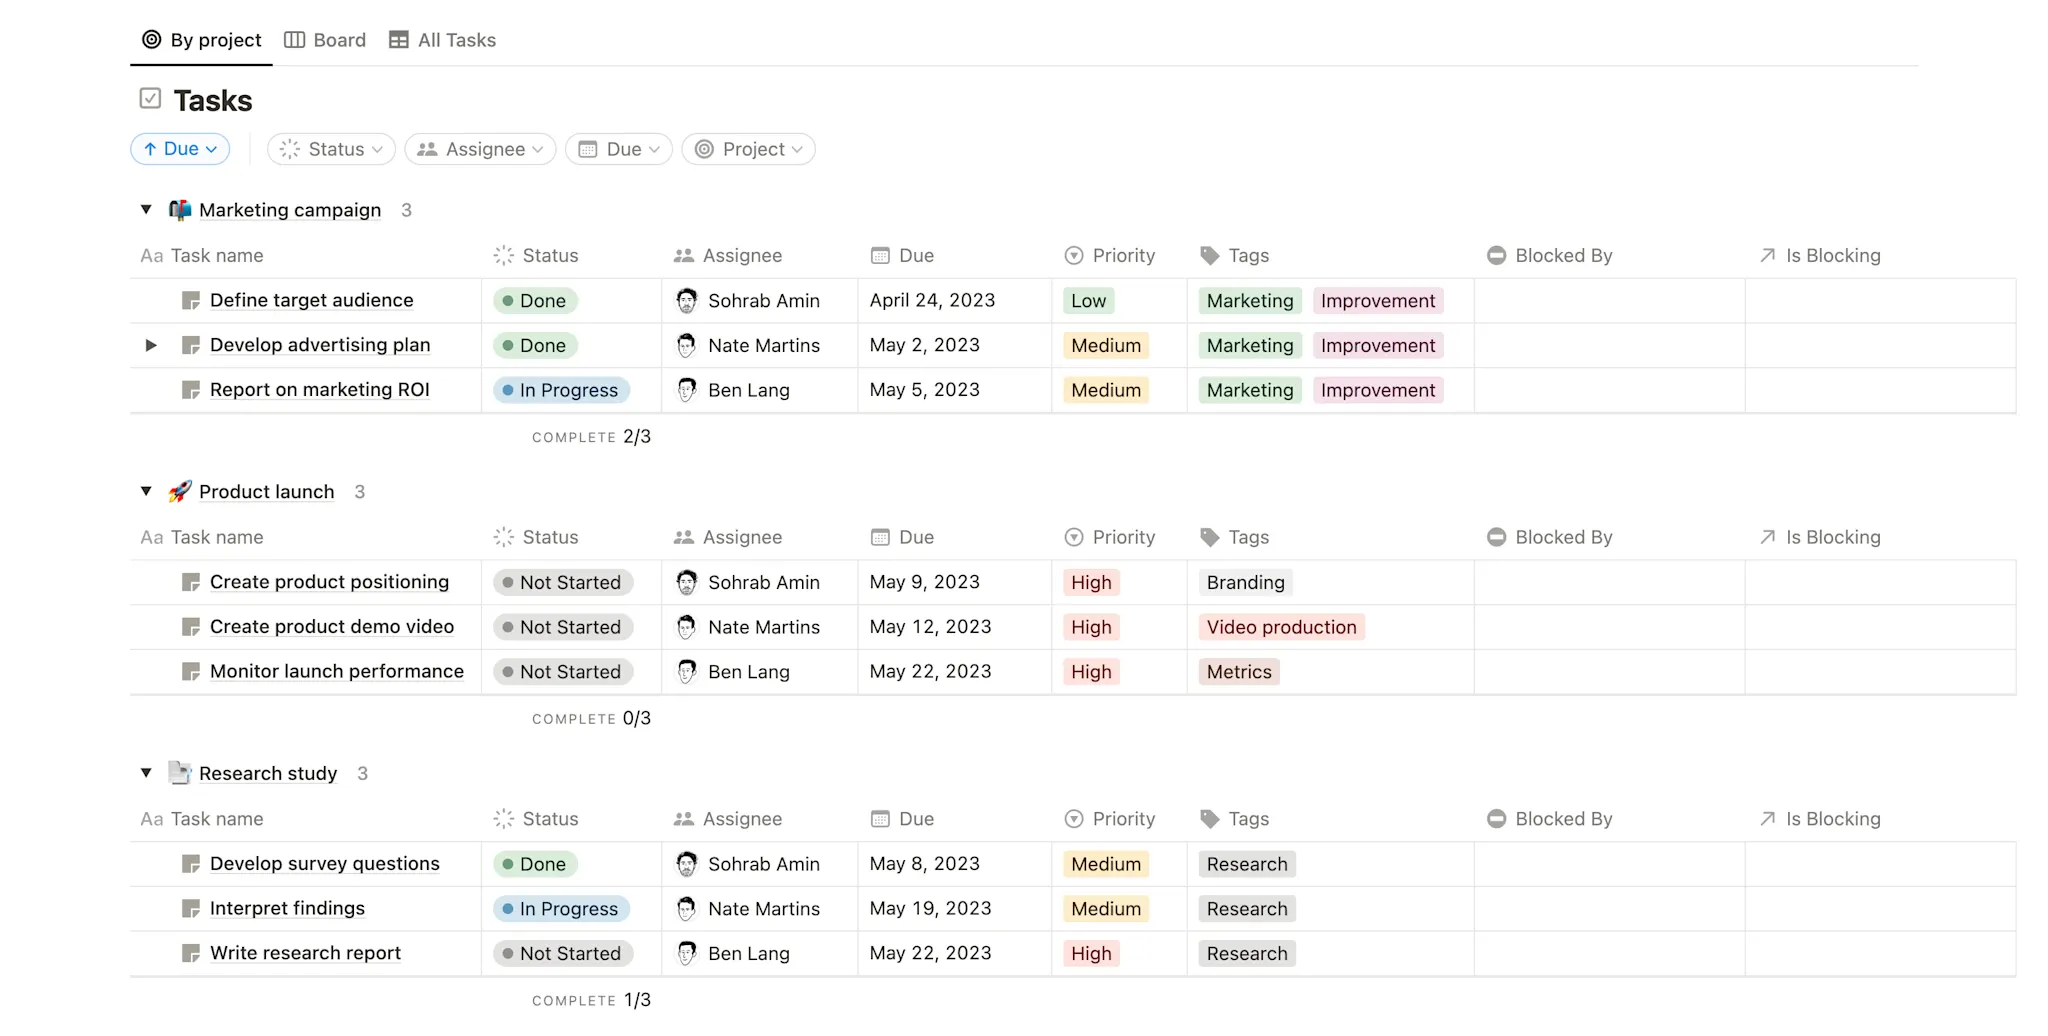 By project Board All Tasks
Tasks
Due Status Assignee Due Project
Marketing campaign 3
Aa Task name Status Assignee Due Priority Tags Blocked By Is Blocking
Define target audience Done Sohrab Amin April 24, 2023 Low Marketing Improvement
Develop advertising plan Done Nate Martins May 2, 2023 Medium Marketing Improvement
Report on marketing ROI In Progress Ben Lang May 5, 2023 Medium Marketing Improvement
COMPLETE 2/3
Product launch 3
Aa Task name Status Assignee Due Priority Tags Blocked By Is Blocking
Create product positioning Not Started Sohrab Amin May 9, 2023 High Branding
Create product demo video Not Started Nate Martins May 12, 2023 High Video production
Monitor launch performance Not Started Ben Lang May 22, 2023 High Metrics
COMPLETE 0/3
Research study 3
Aa Task name Status Assignee Due Priority Tags Blocked By Is Blocking
Develop survey questions Done Sohrab Amin May 8, 2023 Medium Research
Interpret findings In Progress Nate Martins May 19, 2023 Medium Research
Write research report Not Started Ben Lang May 22, 2023 High Research
COMPLETE 1/3